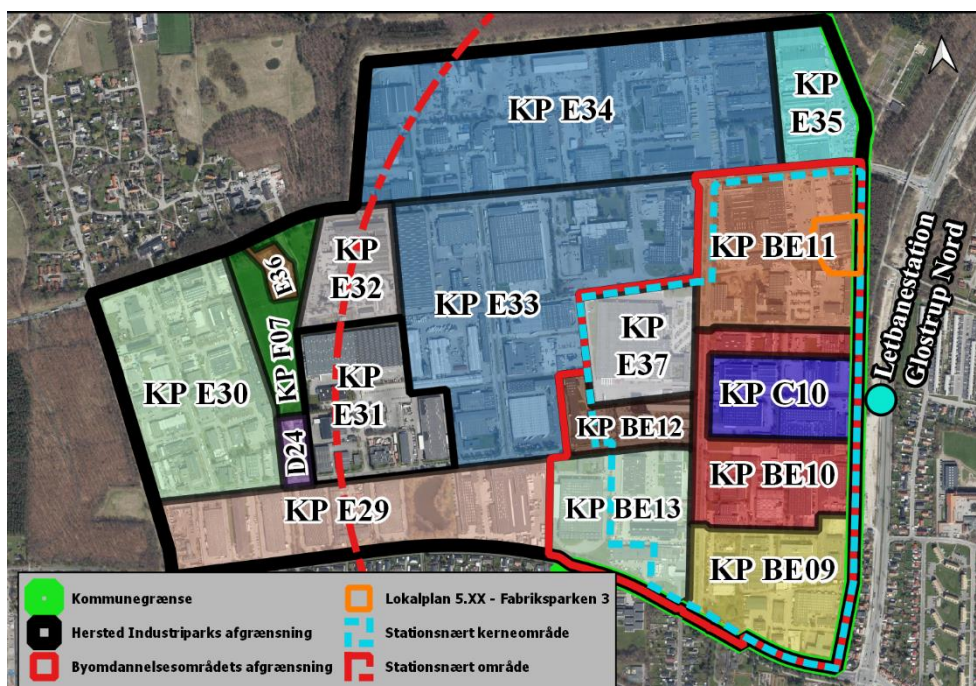 KP E34
KP
E35
KP
E32
KP E33
KP BE11
E36
KP F07
KP E30
KP
E31
KP
E37
KP C10
KP BE12
D24
KP E29
KP BE13
KP BE10
KP BE09
Letbanestation
Glostrup Nord
Kommunegrænse
Hersted Industriparks afgrænsning
Byomdannelsesområdets afgrænsning
Lokalplan 5.XX - Fabriksparken 3
Stationsnært kerneområde
Stationsnært område